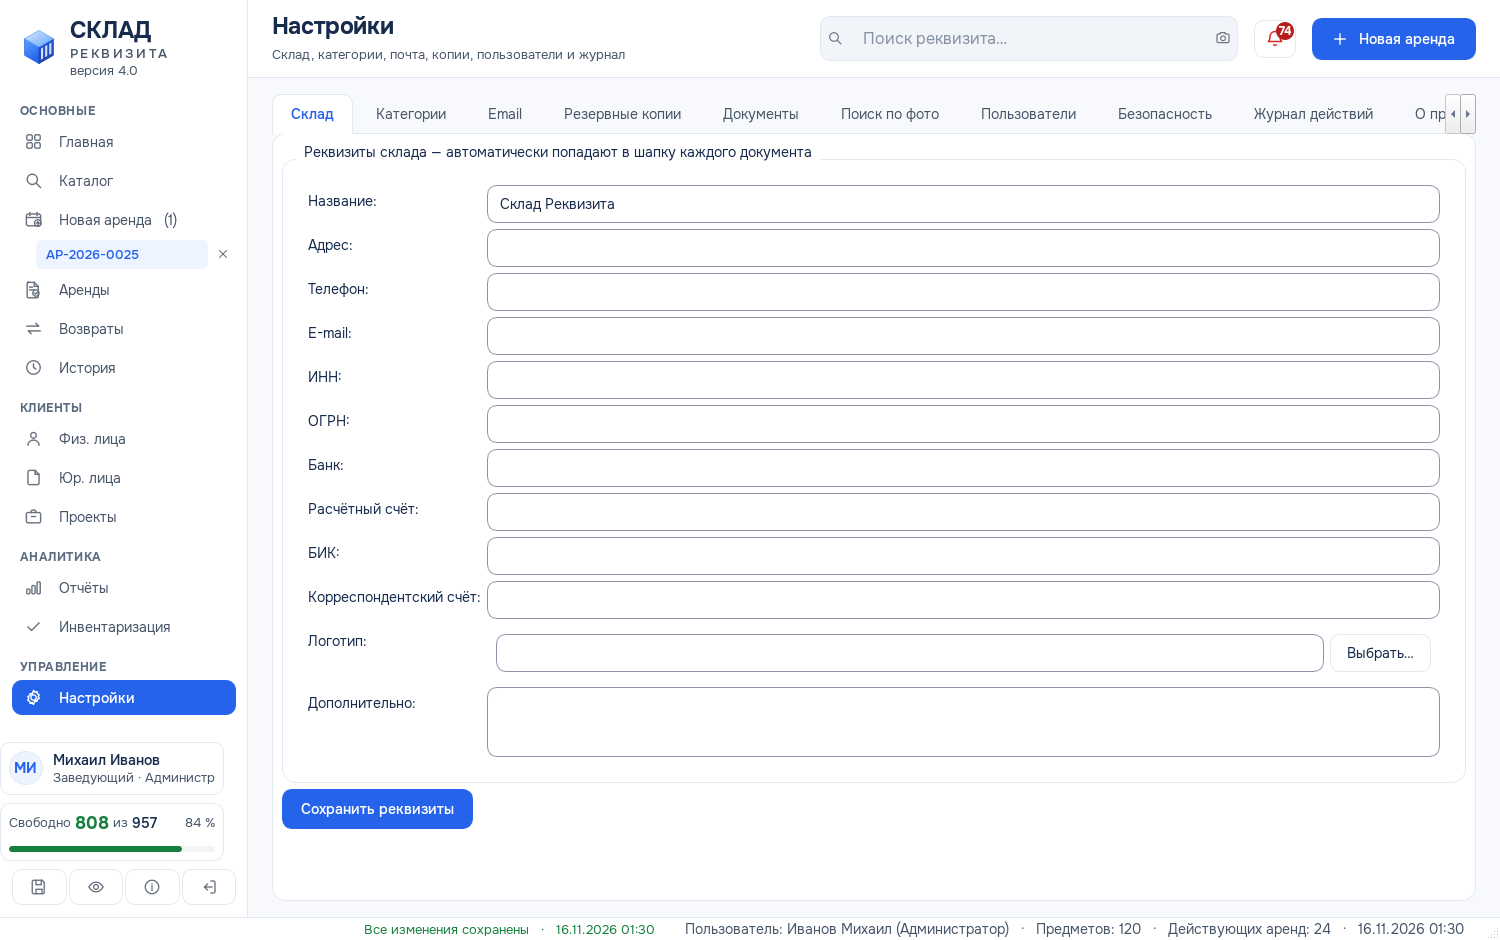 СКЛАД
РЕКВИЗИТА
версия 4.0
ОСНОВНЫЕ
Главная
Каталог
Новая аренда (1)
АР-2026-0025
Аренды
Возвраты
История
КЛИЕНТЫ
Физ. лица
Юр. лица
Проекты
АНАЛИТИКА
Отчёты
Инвентаризация
УПРАВЛЕНИЕ
Настройки
МИ
Михаил Иванов
Заведующий · Администр
Свободно 808 из 957 84 %
Настройки
Склад, категории, почта, копии, пользователи и журнал
Поиск реквизита...
74
Новая аренда
Склад Категории Email Резервные копии Документы Поиск по фото Пользователи Безопасность Журнал действий О пр
Реквизиты склада — автоматически попадают в шапку каждого документа
Название: Склад Реквизита
Адрес:
Телефон:
E-mail:
ИНН:
ОГРН:
Банк:
Расчётный счёт:
БИК:
Корреспондентский счёт:
Логотип: Выбрать...
Дополнительно:
Сохранить реквизиты
Все изменения сохранены · 16.11.2026 01:30 Пользователь: Иванов Михаил (Администратор) · Предметов: 120 · Действующих аренд: 24 · 16.11.2026 01:30